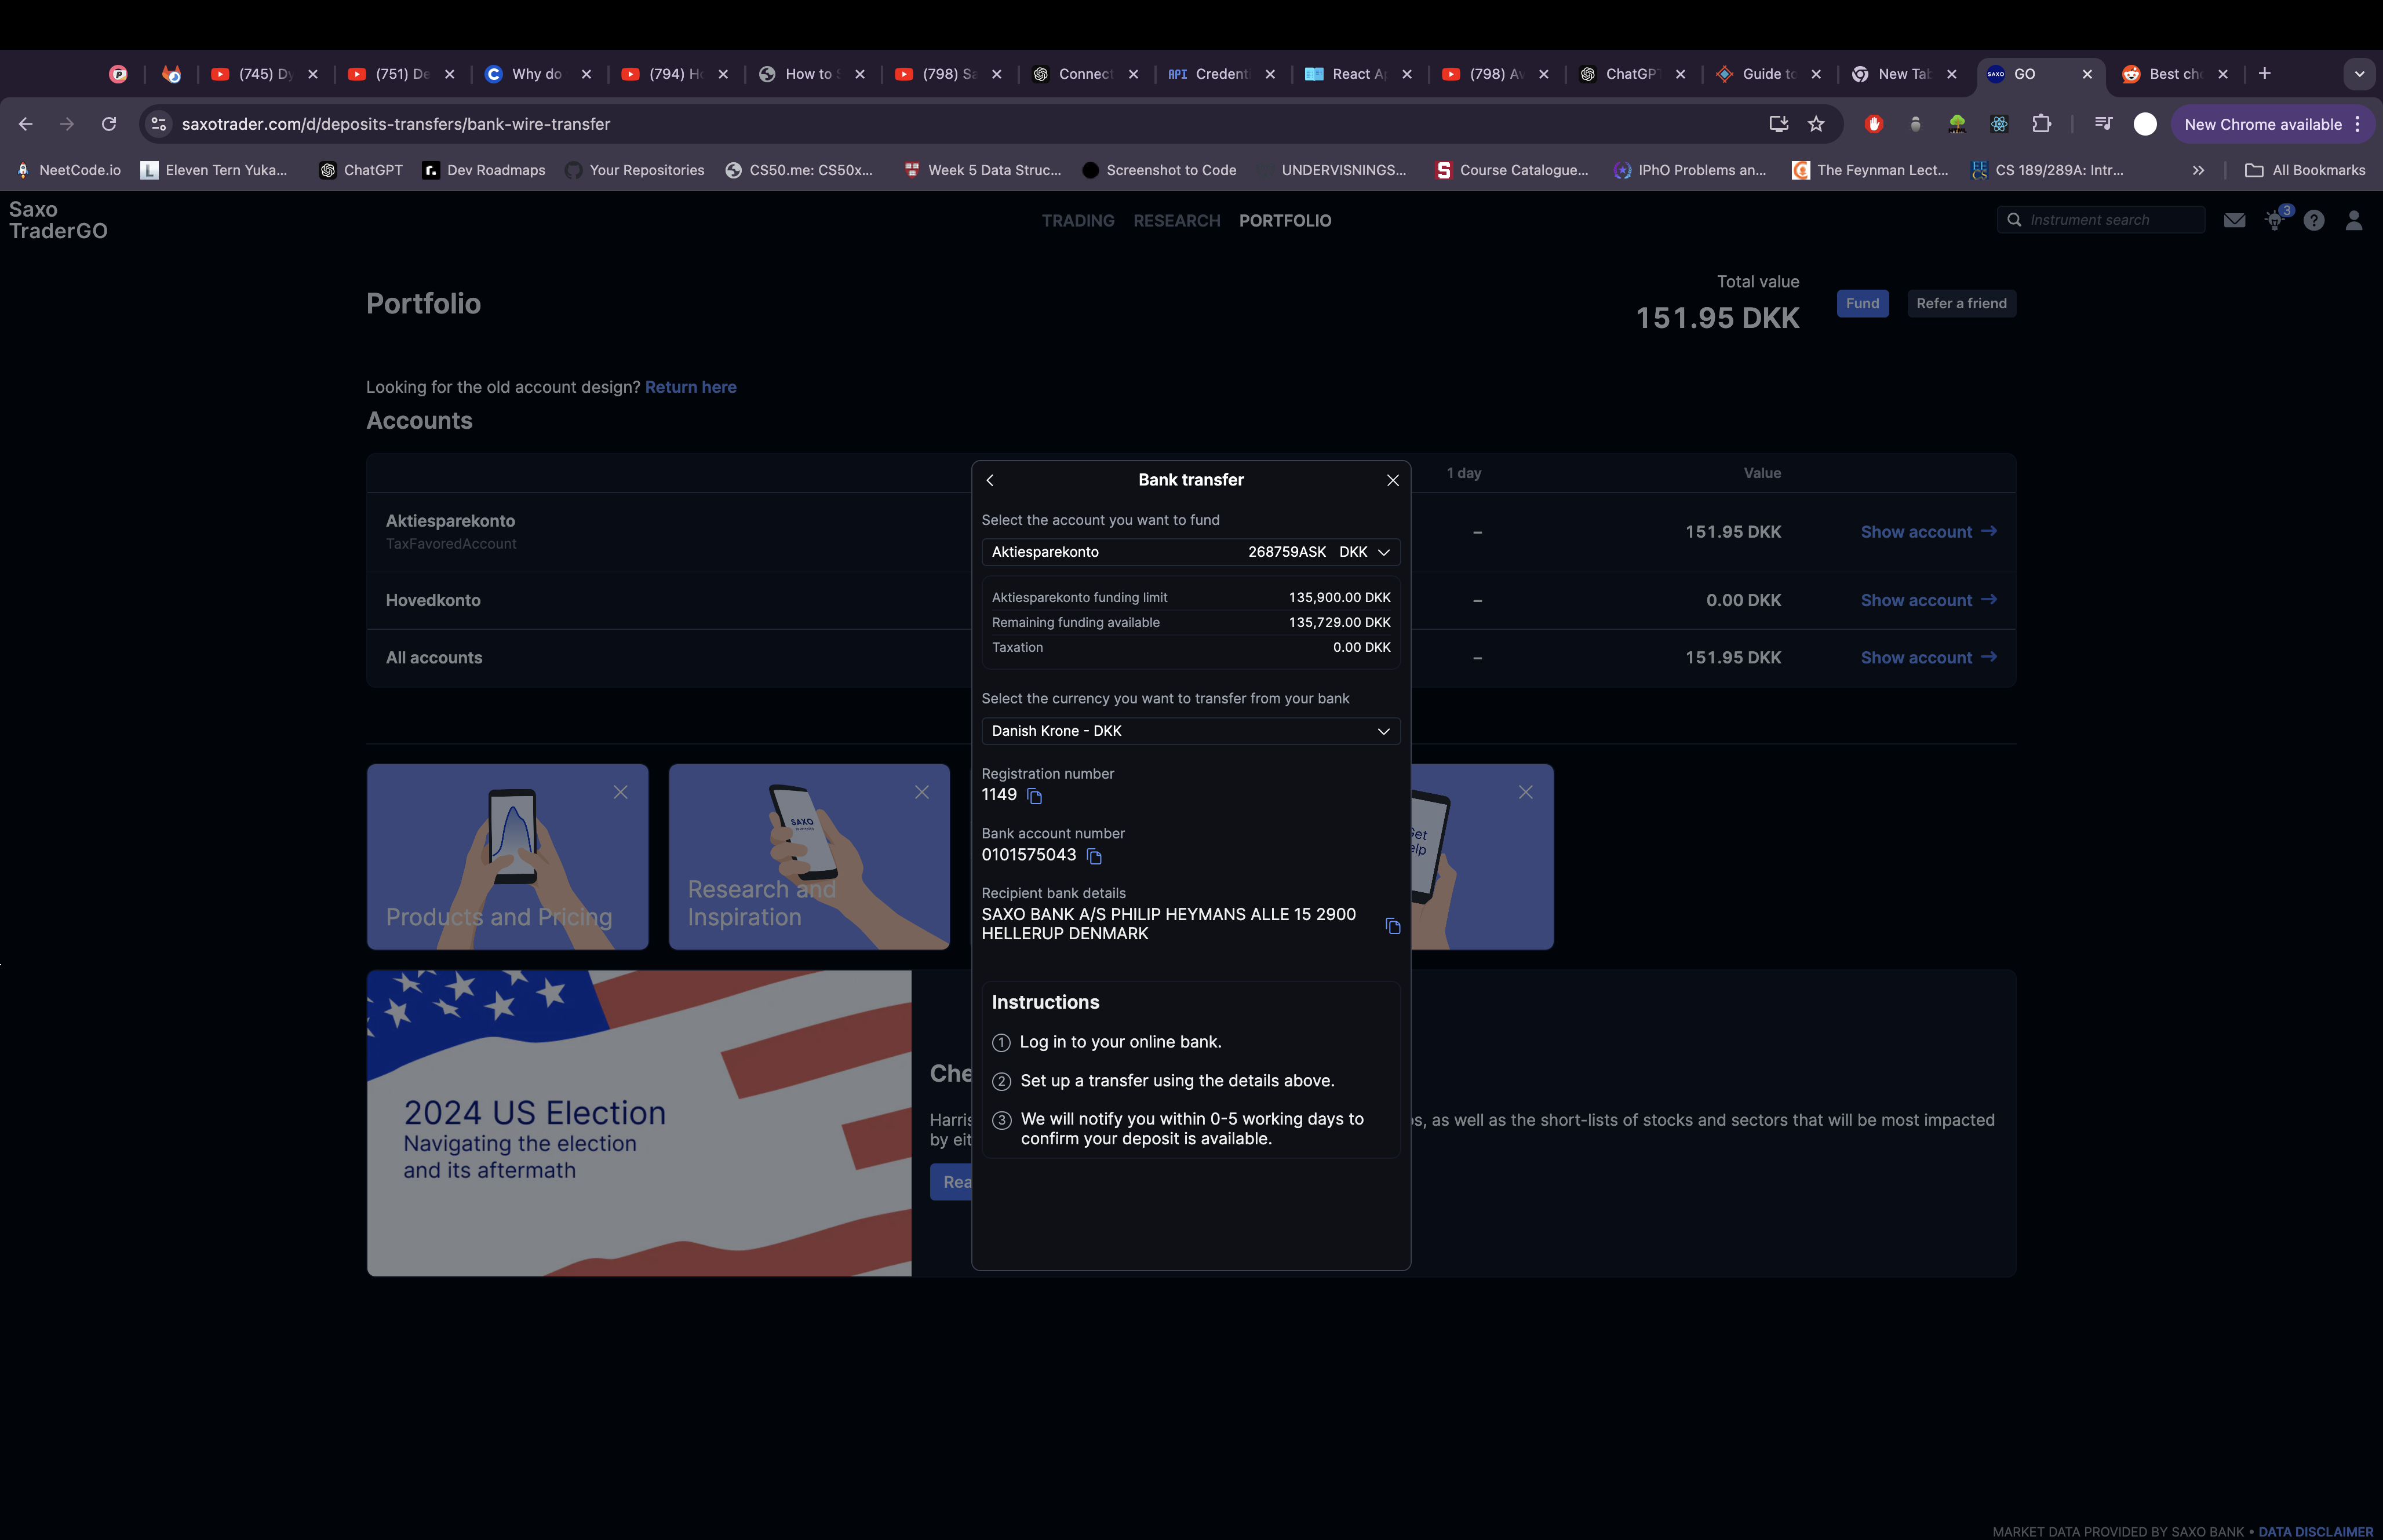 (745) Dy
(751) De
Why do
(794) Ho
How to S
(798) Sa
Connect
API Credenti
React Ap
(798) Av
ChatGPT
Guide to
New Tab
SAXO GO
Best cho
saxotrader.com/d/deposits-transfers/bank-wire-transfer
New Chrome available
NeetCode.io
L Eleven Tern Yuka...
ChatGPT
r. Dev Roadmaps
Your Repositories
CS50.me: CS50x...
Week 5 Data Struc...
Screenshot to Code
UNDERVISNINGS...
S Course Catalogue...
IPhO Problems an...
The Feynman Lect...
EE CS CS 189/289A: Intr...
All Bookmarks
Saxo
TraderGO
TRADING RESEARCH PORTFOLIO
Instrument search
3
Portfolio
Total value
151.95 DKK
Fund
Refer a friend
Looking for the old account design? Return here
Accounts
1 day Value
Aktiesparekonto
TaxFavoredAccount
– 151.95 DKK Show account →
Hovedkonto – 0.00 DKK Show account →
All accounts – 151.95 DKK Show account →
Bank transfer
Select the account you want to fund
Aktiesparekonto 268759ASK DKK
Aktiesparekonto funding limit 135,900.00 DKK
Remaining funding available 135,729.00 DKK
Taxation 0.00 DKK
Select the currency you want to transfer from your bank
Danish Krone - DKK
Registration number
1149
Bank account number
0101575043
Recipient bank details
SAXO BANK A/S PHILIP HEYMANS ALLE 15 2900
HELLERUP DENMARK
Instructions
1 Log in to your online bank.
2 Set up a transfer using the details above.
3 We will notify you within 0-5 working days to
confirm your deposit is available.
Products and Pricing
SAXO
Research and
Inspiration
Get
elp
2024 US Election
Navigating the election
and its aftermath
Che
Harris
s, as well as the short-lists of stocks and sectors that will be most impacted
by eit
Rea
MARKET DATA PROVIDED BY SAXO BANK • DATA DISCLAIMER